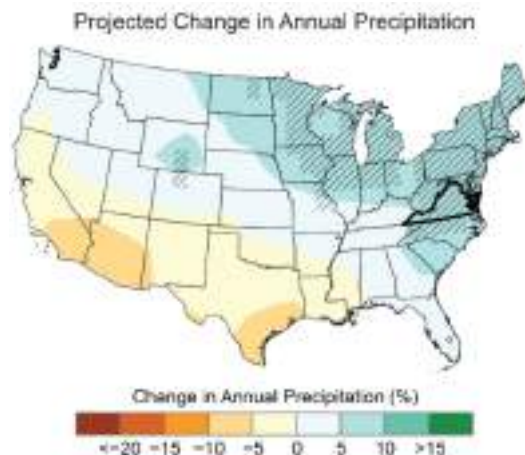 Projected Change in Annual Precipitation
Change in Annual Precipitation (%)
<−20 −15 −10 −5 0 5 10 >15